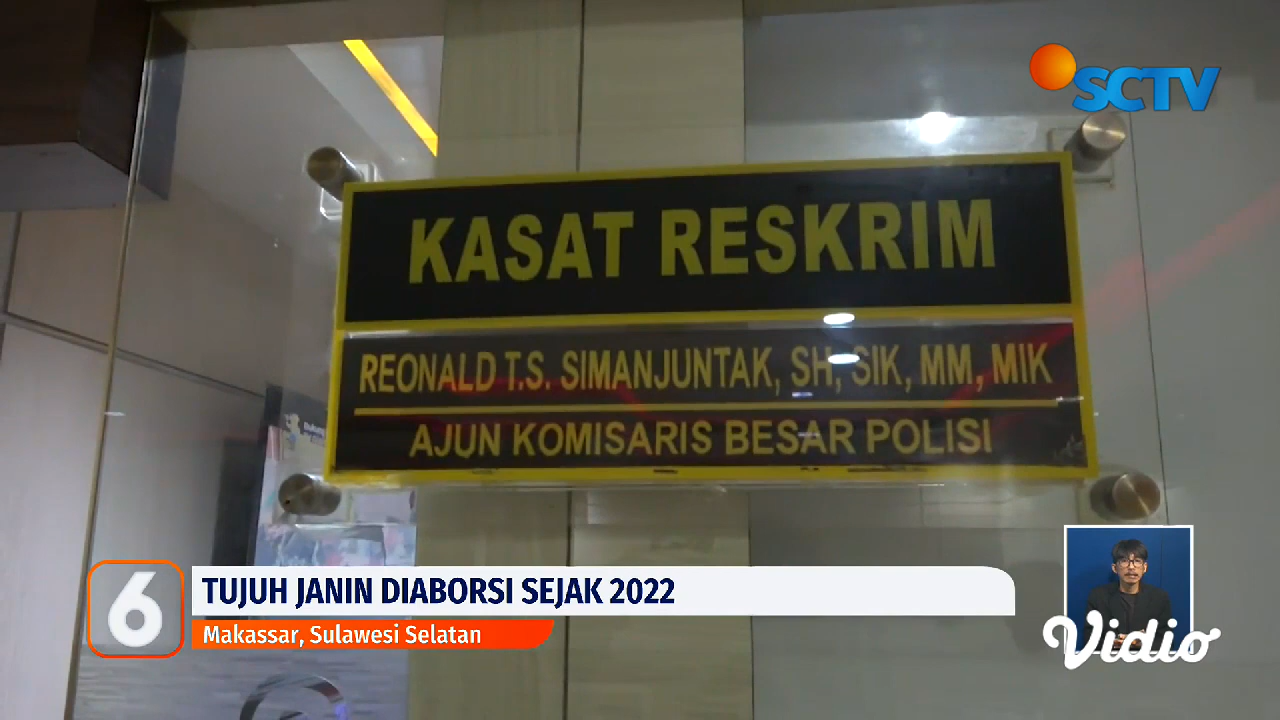 SCTV
KASAT RESKRIM
REONALD T.S. SIMANJUNTAK, SH, SIK, MM, MIK
AJUN KOMISARIS BESAR POLISI
6
TUJUH JANIN DIABORSI SEJAK 2022
Makassar, Sulawesi Selatan
Vidio